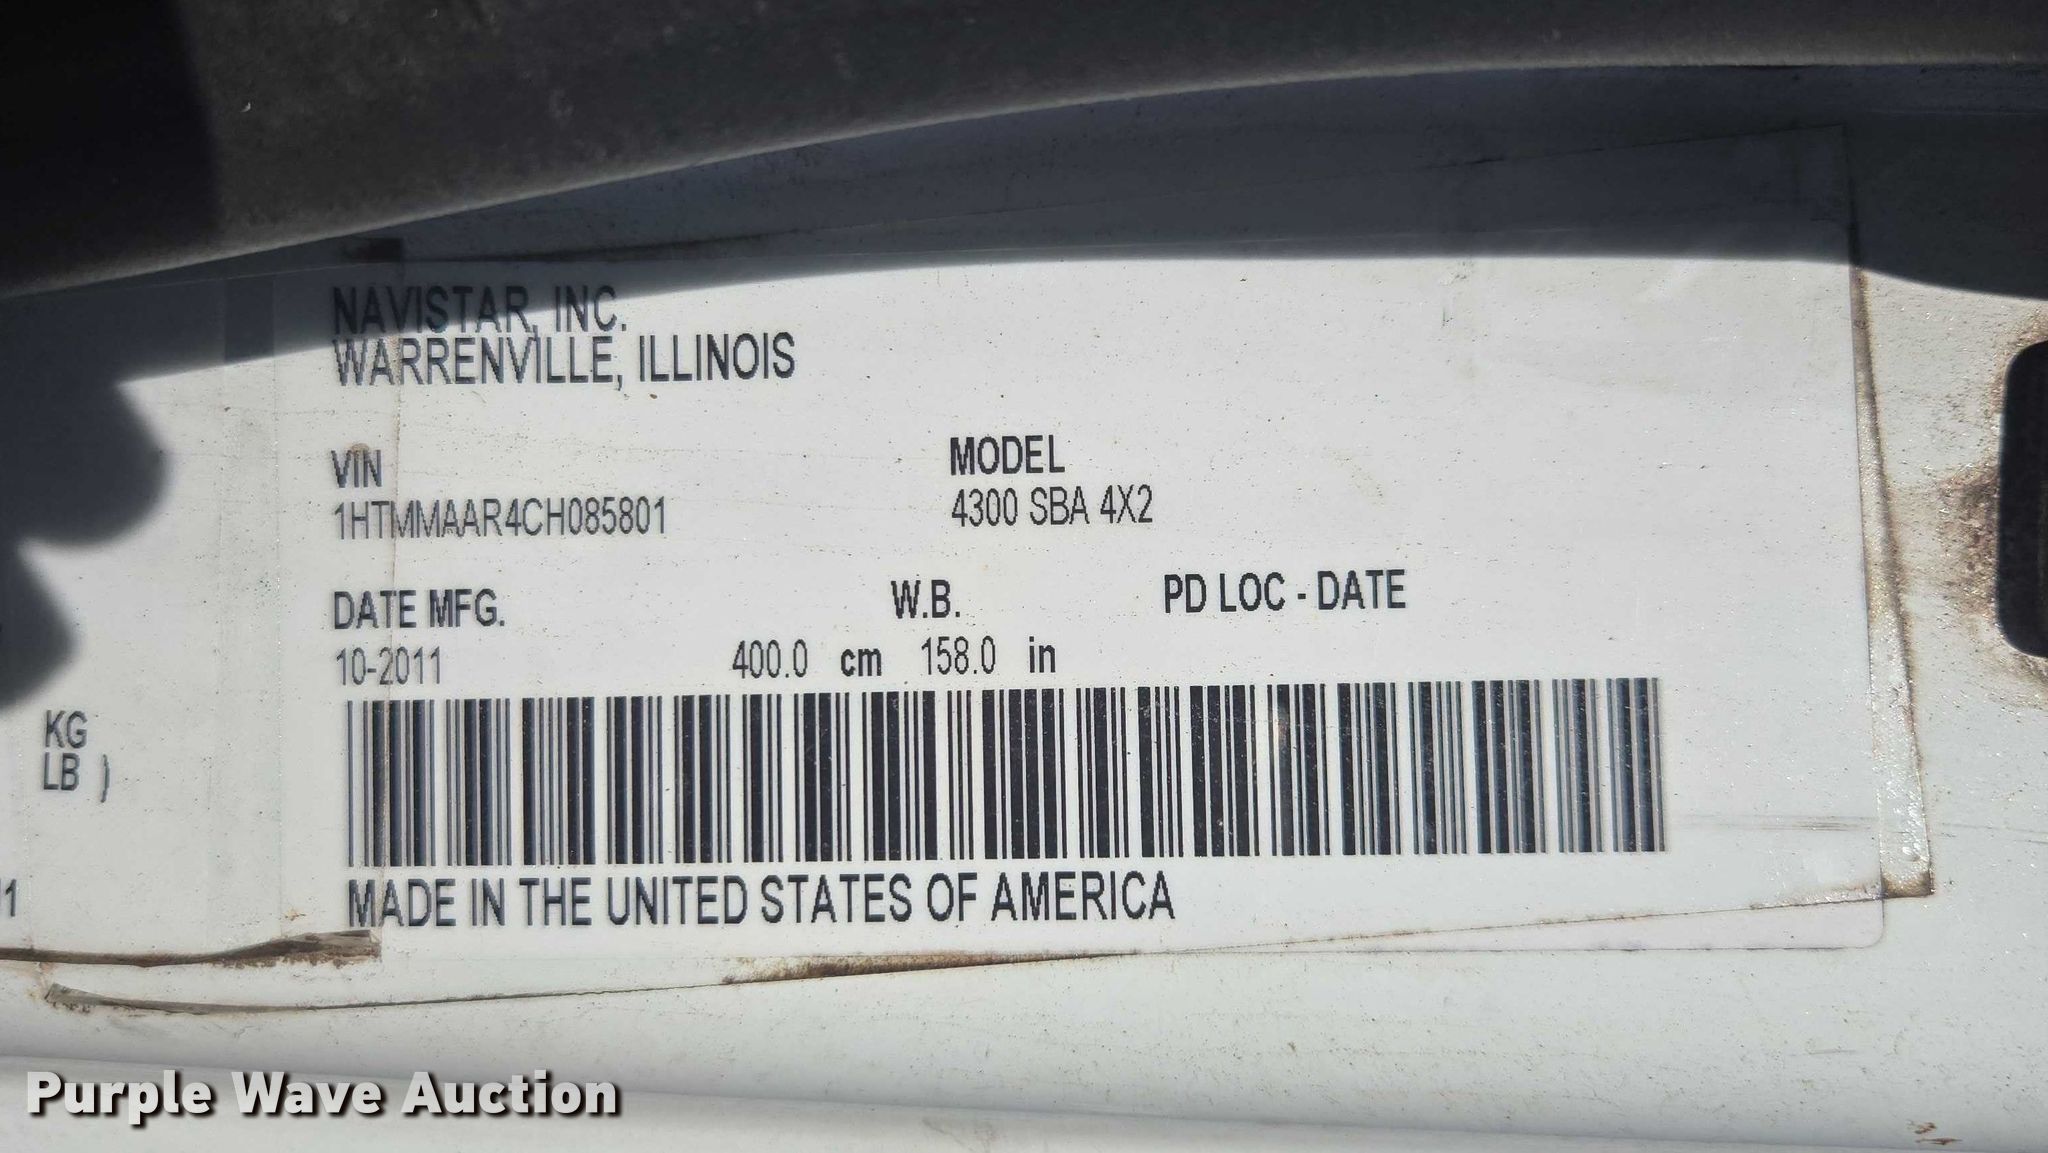 NAVISTAR, INC.
WARRENVILLE, ILLINOIS
VIN
1HTMMAAR4CH085801
MODEL
4300 SBA 4X2
DATE MFG.
10-2011
W.B.
400.0 cm 158.0 in
PD LOC - DATE
MADE IN THE UNITED STATES OF AMERICA
KG
LB )
Purple Wave Auction